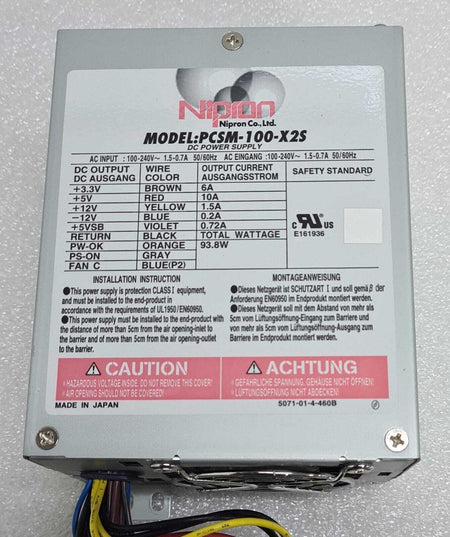 Nipron
Nipron Co., Ltd.
MODEL:PCSM-100-X2S
DC POWER SUPPLY
AC INPUT : 100-240V~ 1.5-0.7A 50/60Hz AC EINGANG : 100-240V~ 1.5-0.7A 50/60Hz
DC OUTPUT WIRE OUTPUT CURRENT SAFETY STANDARD
DC AUSGANG COLOR AUSGANGSSTROM
+3.3V BROWN 6A
+5V RED 10A
+12V YELLOW 1.5A
-12V BLUE 0.2A
+5VSB VIOLET 0.72A
RETURN BLACK TOTAL WATTAGE
PW-OK ORANGE 93.8W
PS-ON GRAY
FAN C BLUE(P2)
c RU us
E161936
INSTALLATION INSTRUCTION
●This power supply is protection CLASS I equipment,
and must be installed to the end-product in
accordance with the requirements of UL1950/EN60950.
●This power supply must be installed to the end-product with
the distance of more than 5cm from the air opening-inlet to
the barrier and of more than 5cm from the air opening-outlet
to the barrier.
MONTAGEANWEISUNG
●Dieses Netzgerät ist SCHUTZART I und soll gemäβ der
Anforderung EN60950 im Endprodukt montiert werden.
●Dieses Netzgerät soll mit dem Abstand von mehr als
5cm vom Lüftungsöffnung-Eingang zum Barriere und
von mehr als 5cm vom Lüftungsöffnung-Ausgang zum
Barriere im Endprodukt montiert werden.
CAUTION
HAZARDOUS VOLTAGE INSIDE. DO NOT REMOVE THIS COVER!
AIR OPENING SHOULD NOT BE COVERED!
ACHTUNG
GEFÄHRLICHE SPANNUNG, GEHÄUSE NICHT ÖFFNEN!
LÜFTUNGSÖFFNUNG NICHT ABDECKEN!
MADE IN JAPAN 5071-01-4-460B